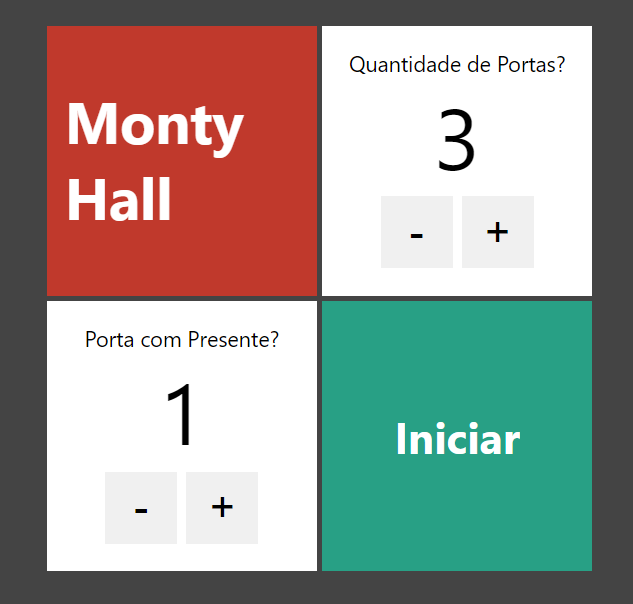 Monty
Hall
Quantidade de Portas?
3
- +
Porta com Presente?
1
- +
Iniciar